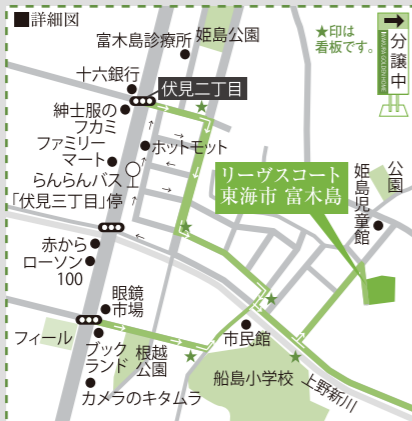 ■詳細図
富木島診療所
姫島公園
★印は
看板です。
分譲中
SAKURA GOLDEN HOME
十六銀行
伏見二丁目
紳士服の
フカミ
ファミリー
マート
ホットモット
らんらんバス
「伏見三丁目」停
リーヴスコート
東海市 富木島
公園
姫島児童館
赤から
ローソン
100
眼鏡
市場
フィール
ブック
ランド
根越
公園
市民館
船島小学校
上野新川
カメラのキタムラ